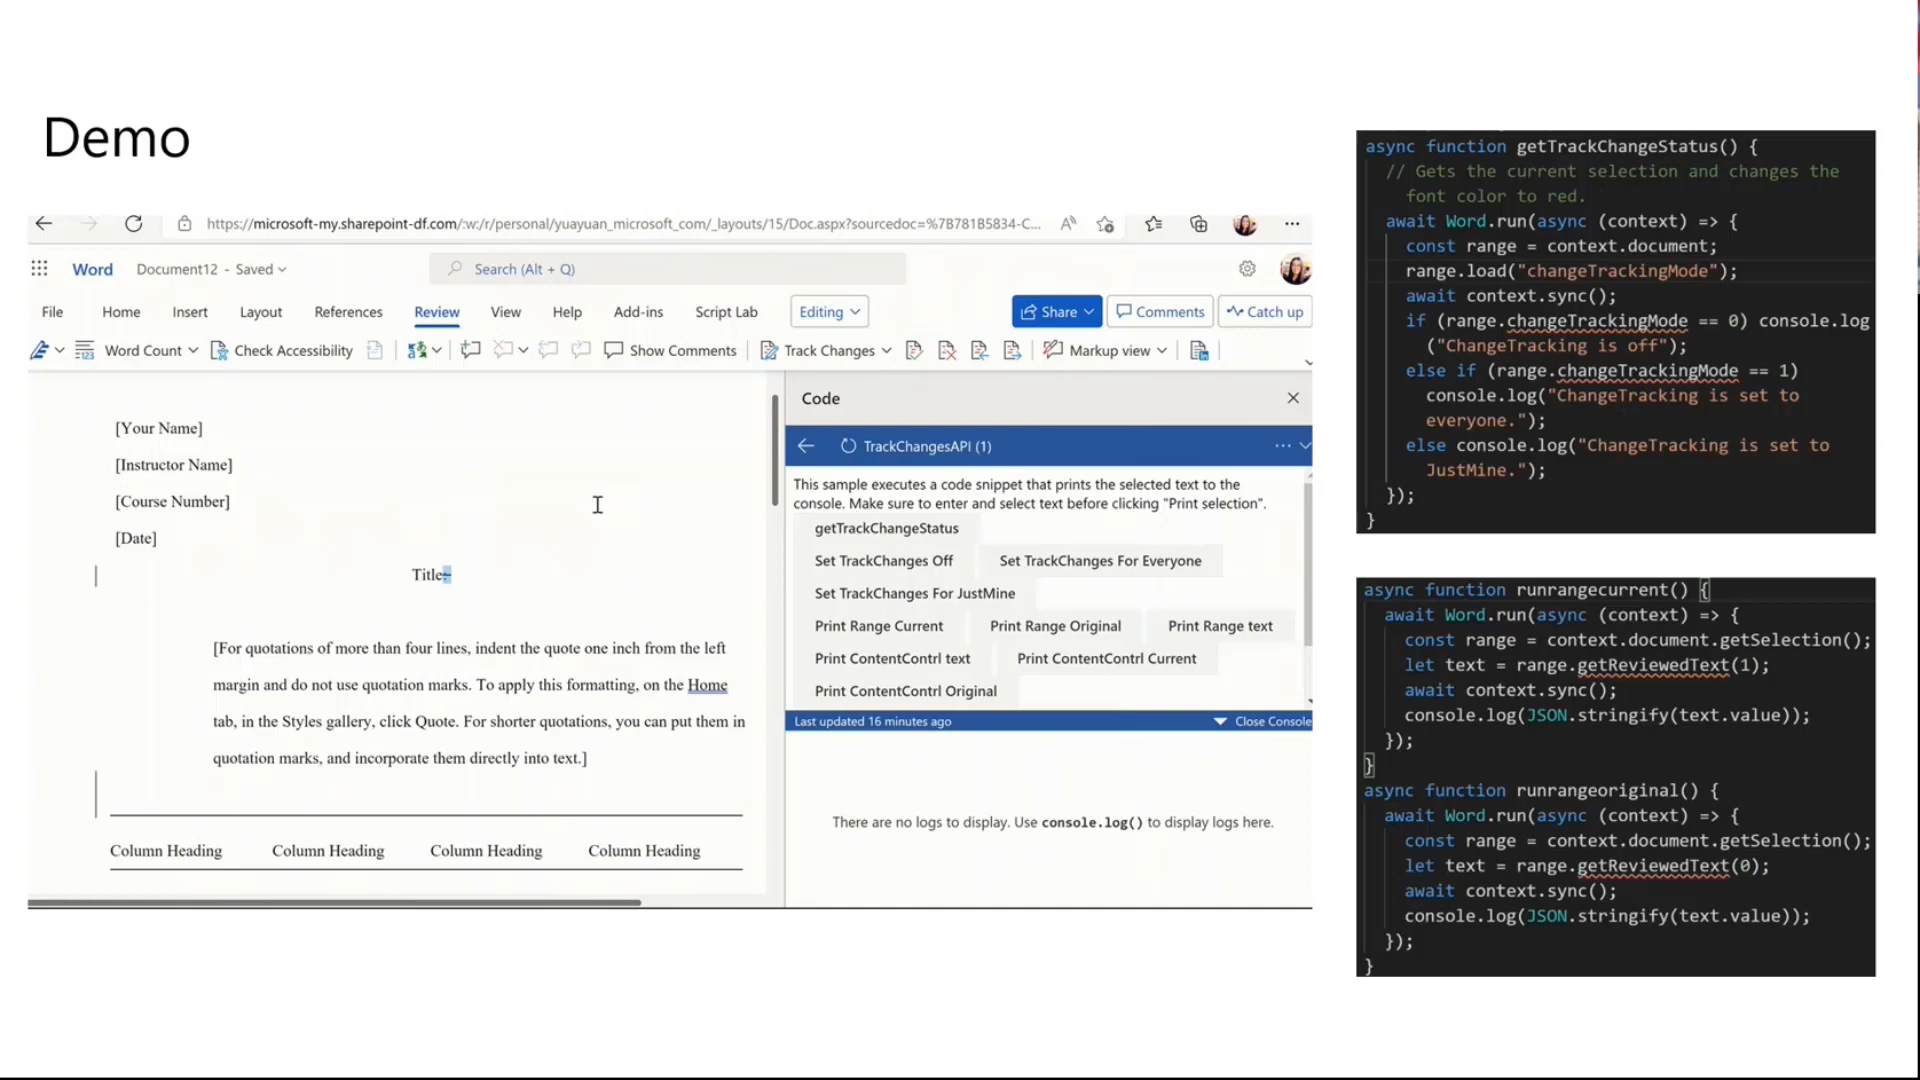 Demo
https://microsoft-my.sharepoint-df.com/:w:/r/personal/yuayuan_microsoft_com/_layouts/15/Doc.aspx?sourcedoc=%7B781B5834-C...
Word Document12 - Saved
Search (Alt + Q)
File Home Insert Layout References Review View Help Add-ins Script Lab Editing Share Comments Catch up
Word Count Check Accessibility Show Comments Track Changes Markup view
[Your Name]
[Instructor Name]
[Course Number]
[Date]
Title
[For quotations of more than four lines, indent the quote one inch from the left
margin and do not use quotation marks. To apply this formatting, on the Home
tab, in the Styles gallery, click Quote. For shorter quotations, you can put them in
quotation marks, and incorporate them directly into text.]
Column Heading Column Heading Column Heading Column Heading
Code
TrackChangesAPI (1)
This sample executes a code snippet that prints the selected text to the
console. Make sure to enter and select text before clicking "Print selection".
getTrackChangeStatus
Set TrackChanges Off Set TrackChanges For Everyone
Set TrackChanges For JustMine
Print Range Current Print Range Original Print Range text
Print ContentContrl text Print ContentContrl Current
Print ContentContrl Original
Last updated 16 minutes ago Close Console
There are no logs to display. Use console.log() to display logs here.
async function getTrackChangeStatus() {
// Gets the current selection and changes the
font color to red.
await Word.run(async (context) => {
const range = context.document;
range.load("changeTrackingMode");
await context.sync();
if (range.changeTrackingMode == 0) console.log
("ChangeTracking is off");
else if (range.changeTrackingMode == 1)
console.log("ChangeTracking is set to
everyone.");
else console.log("ChangeTracking is set to
JustMine.");
});
}
async function runrangecurrent() {
await Word.run(async (context) => {
const range = context.document.getSelection();
let text = range.getReviewedText(1);
await context.sync();
console.log(JSON.stringify(text.value));
});
}
async function runrangeoriginal() {
await Word.run(async (context) => {
const range = context.document.getSelection();
let text = range.getReviewedText(0);
await context.sync();
console.log(JSON.stringify(text.value));
});
}